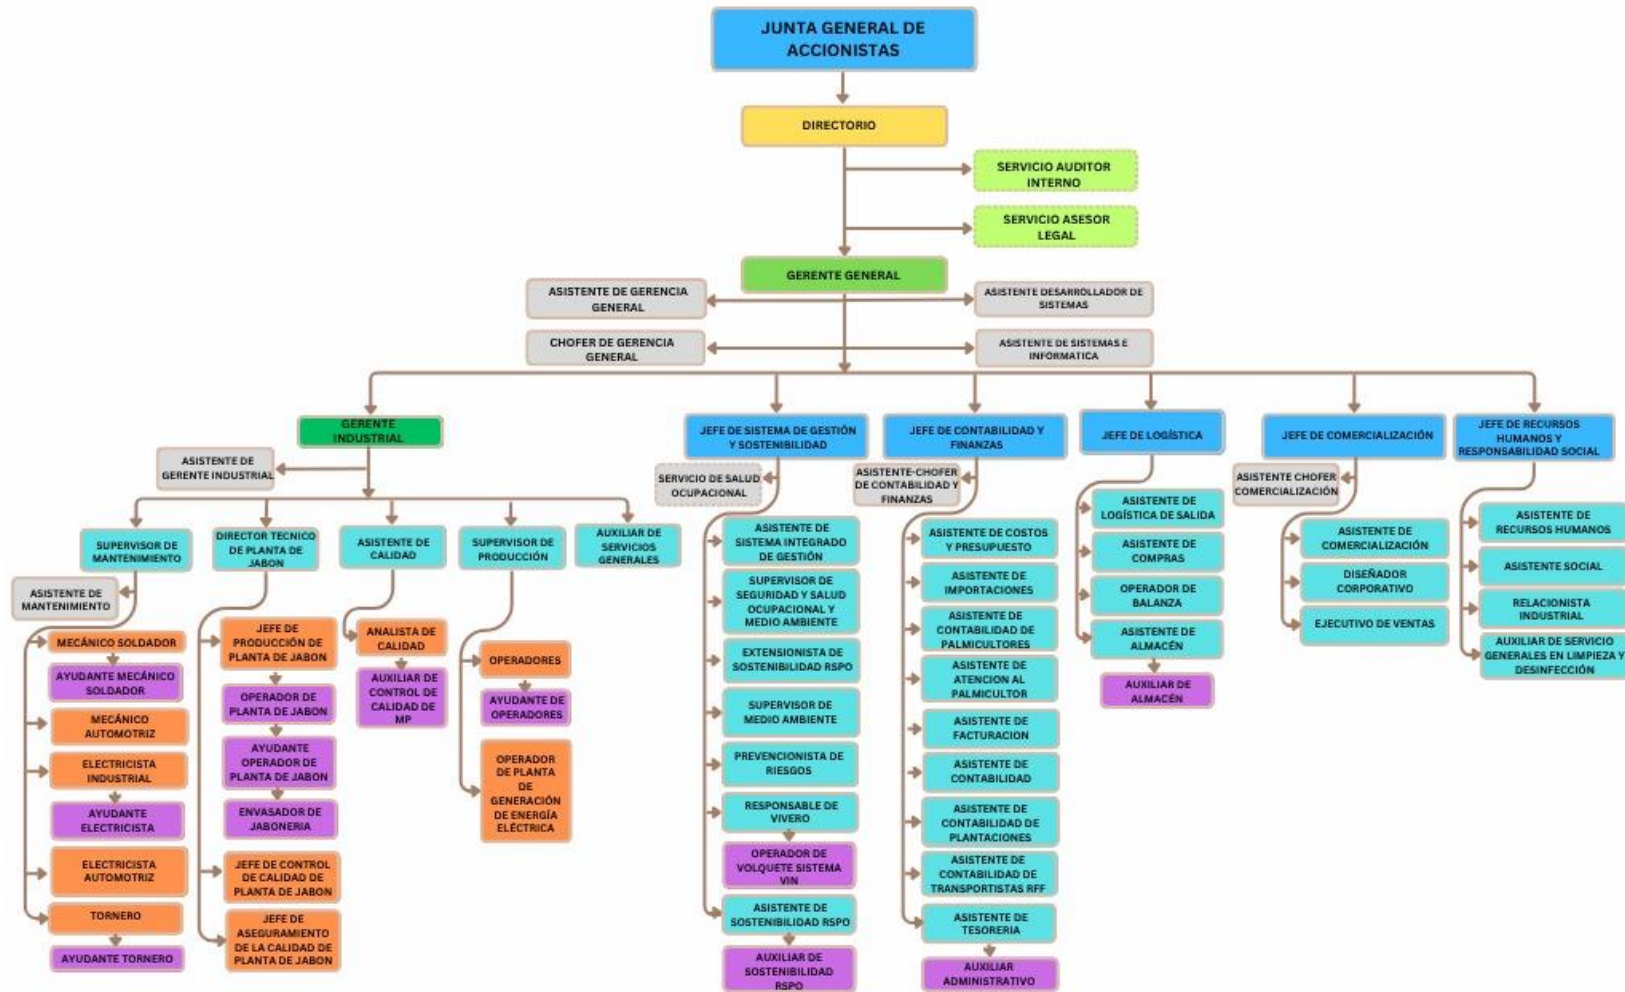 JUNTA GENERAL DE
ACCIONISTAS
DIRECTORIO
SERVICIO AUDITOR
INTERNO
SERVICIO ASESOR
LEGAL
GERENTE GENERAL
ASISTENTE DE GERENCIA
GENERAL
ASISTENTE DESARROLLADOR DE
SISTEMAS
CHOFER DE GERENCIA
GENERAL
ASISTENTE DE SISTEMAS E
INFORMATICA
GERENTE
INDUSTRIAL
ASISTENTE DE
GERENTE INDUSTRIAL
SUPERVISOR DE
MANTENIMIENTO
ASISTENTE DE
MANTENIMIENTO
MECÁNICO SOLDADOR
AYUDANTE MECÁNICO
SOLDADOR
MECÁNICO
AUTOMOTRIZ
ELECTRICISTA
INDUSTRIAL
AYUDANTE
ELECTRICISTA
ELECTRICISTA
AUTOMOTRIZ
TORNERO
AYUDANTE TORNERO
DIRECTOR TECNICO
DE PLANTA DE
JABON
JEFE DE
PRODUCCIÓN DE
PLANTA DE JABON
OPERADOR DE
PLANTA DE JABON
AYUDANTE
OPERADOR DE
PLANTA DE JABON
ENVASADOR DE
JABONERIA
JEFE DE CONTROL
DE CALIDAD DE
PLANTA DE JABON
JEFE DE
ASEGURAMIENTO
DE LA CALIDAD DE
PLANTA DE JABON
ASISTENTE DE
CALIDAD
ANALISTA DE
CALIDAD
AUXILIAR DE
CONTROL DE
CALIDAD DE
MP
SUPERVISOR DE
PRODUCCIÓN
OPERADORES
AYUDANTE DE
OPERADORES
OPERADOR
DE PLANTA
DE
GENERACIÓN
DE ENERGÍA
ELÉCTRICA
AUXILIAR DE
SERVICIOS
GENERALES
JEFE DE SISTEMA DE GESTIÓN
Y SOSTENIBILIDAD
SERVICIO DE SALUD
OCUPACIONAL
ASISTENTE DE
SISTEMA INTEGRADO
DE GESTIÓN
SUPERVISOR DE
SEGURIDAD Y SALUD
OCUPACIONAL Y
MEDIO AMBIENTE
EXTENSIONISTA DE
SOSTENIBILIDAD RSPO
SUPERVISOR DE
MEDIO AMBIENTE
PREVENCIONISTA DE
RIESGOS
RESPONSABLE DE
VIVERO
OPERADOR DE
VOLQUETE SISTEMA
VIN
ASISTENTE DE
SOSTENIBILIDAD RSPO
AUXILIAR DE
SOSTENIBILIDAD
RSPO
JEFE DE CONTABILIDAD Y
FINANZAS
ASISTENTE-CHOFER
DE CONTABILIDAD Y
FINANZAS
ASISTENTE DE COSTOS
Y PRESUPUESTO
ASISTENTE DE
IMPORTACIONES
ASISTENTE DE
CONTABILIDAD DE
PALMICULTORES
ASISTENTE DE
ATENCION AL
PALMICULTOR
ASISTENTE DE
FACTURACION
ASISTENTE DE
CONTABILIDAD
ASISTENTE DE
CONTABILIDAD DE
PLANTACIONES
ASISTENTE DE
CONTABILIDAD DE
TRANSPORTISTAS RFF
ASISTENTE DE
TESORERIA
AUXILIAR
ADMINISTRATIVO
JEFE DE LOGÍSTICA
ASISTENTE DE
LOGÍSTICA DE SALIDA
ASISTENTE DE
COMPRAS
OPERADOR DE
BALANZA
ASISTENTE DE
ALMACÉN
AUXILIAR DE
ALMACÉN
JEFE DE COMERCIALIZACIÓN
ASISTENTE CHOFER
COMERCIALIZACIÓN
ASISTENTE DE
COMERCIALIZACIÓN
DISEÑADOR
CORPORATIVO
EJECUTIVO DE VENTAS
JEFE DE RECURSOS
HUMANOS Y
RESPONSABILIDAD SOCIAL
ASISTENTE DE
RECURSOS HUMANOS
ASISTENTE SOCIAL
RELACIONISTA
INDUSTRIAL
AUXILIAR DE SERVICIO
GENERALES EN LIMPIEZA Y
DESINFECCIÓN